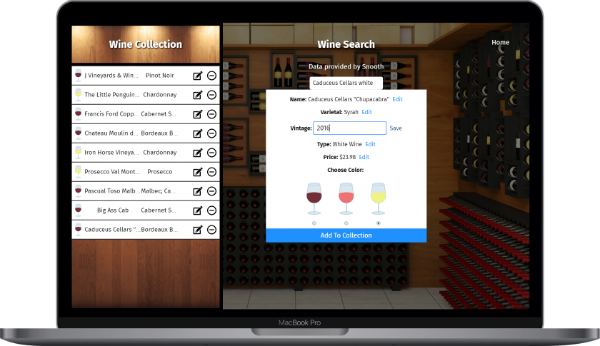 Wine Collection
J Vineyards & Win... Pinot Noir
The Little Penguin... Chardonnay
Francis Ford Copp... Cabernet S...
Chateau Moulin d... Bordeaux B...
Iron Horse Vineya... Chardonnay
Prosecco Val Mont... Prosecco
Pascual Toso Malb... Malbec; Ca...
Big Ass Cab Cabernet S...
Caduceus Cellars "... Bordeaux B...
Wine Search
Home
Data provided by Snooth
Caduceus Cellars white
Name: Caduceus Cellars "Chupacabra" Edit
Varietal: Syrah Edit
Vintage: 2016 Save
Type: White Wine Edit
Price: $23.98 Edit
Choose Color:
Add To Collection
MacBook Pro